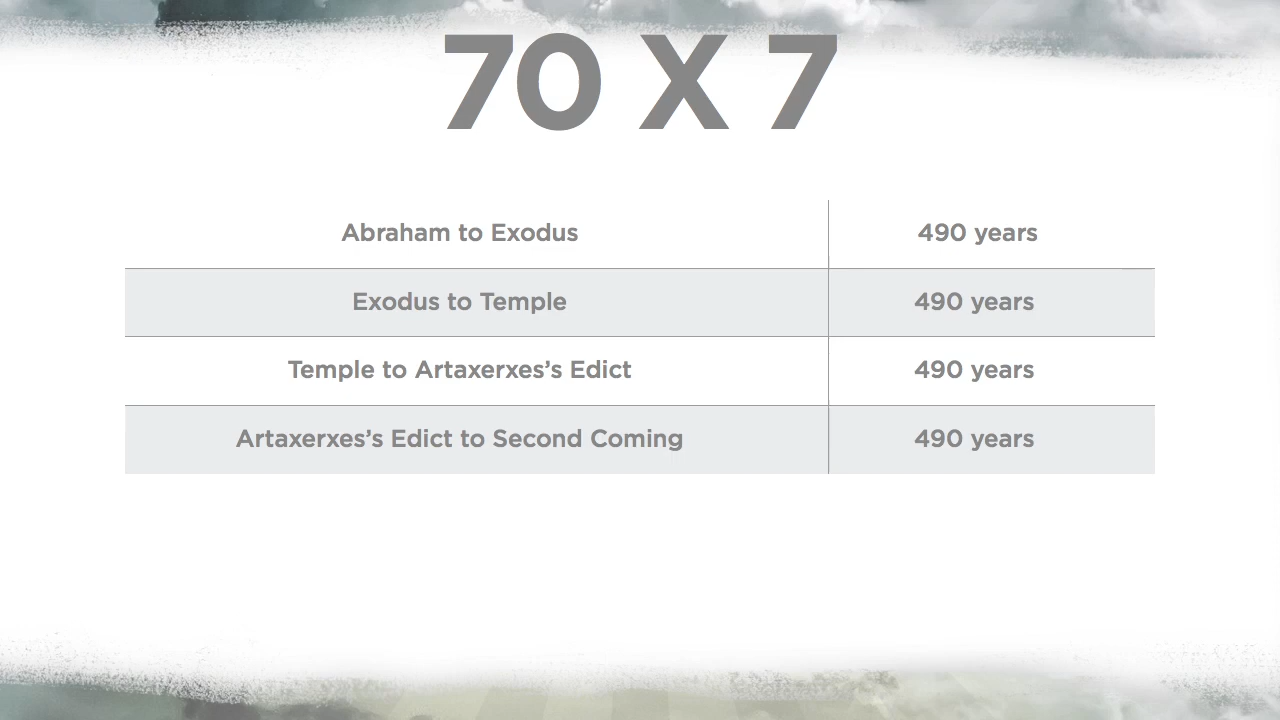 70 X 7
Abraham to Exodus 490 years
Exodus to Temple 490 years
Temple to Artaxerxes’s Edict 490 years
Artaxerxes’s Edict to Second Coming 490 years